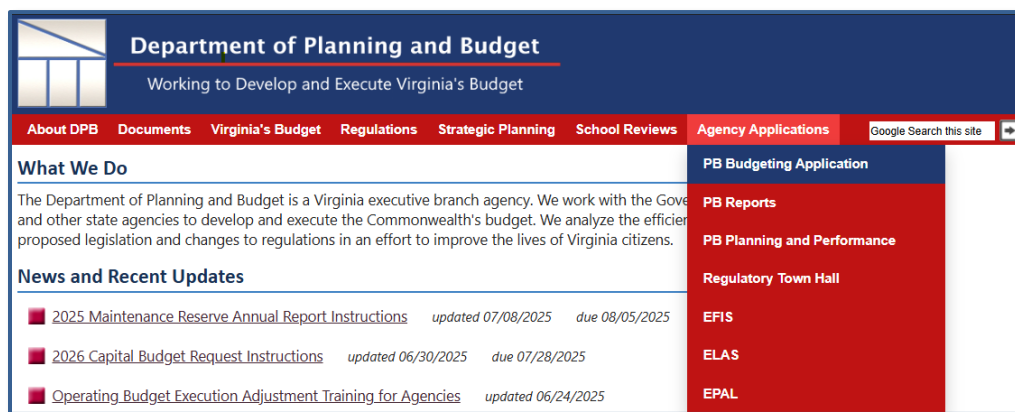 Department of Planning and Budget
Working to Develop and Execute Virginia's Budget
About DPB Documents Virginia's Budget Regulations Strategic Planning School Reviews Agency Applications Google Search this site
PB Budgeting Application
PB Reports
PB Planning and Performance
Regulatory Town Hall
EFIS
ELAS
EPAL
What We Do
The Department of Planning and Budget is a Virginia executive branch agency. We work with the
and other state agencies to develop and execute the Commonwealth's budget. We analyze the
proposed legislation and changes to regulations in an effort to improve the lives of Virginia citizens.
News and Recent Updates
2025 Maintenance Reserve Annual Report Instructions updated 07/08/2025 due 08/05/2025
2026 Capital Budget Request Instructions updated 06/30/2025 due 07/28/2025
Operating Budget Execution Adjustment Training for Agencies updated 06/24/2025